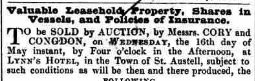 Valuable Leasehold Property, Shares in
Vessels, and Policies of Insurance.
To be SOLD by AUCTION, by Messrs. CORY and
CONGDON, on WEDNESDAY, the 16th day of
May instant, by Four o'clock in the Afternoon, at
LYNN'S HOTEL, in the Town of St. Austell, subject to
such conditions as will be then and there produced, the